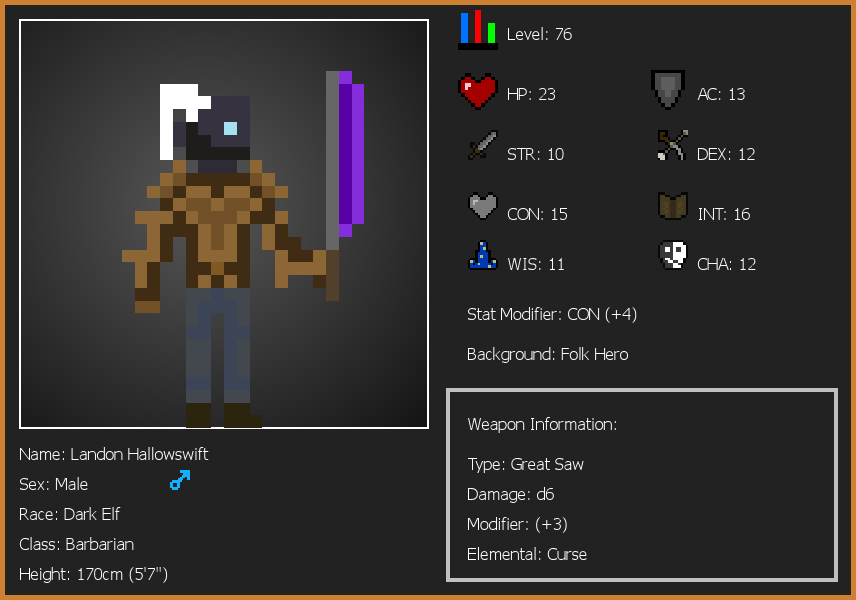 Level: 76
HP: 23
AC: 13
STR: 10
DEX: 12
CON: 15
INT: 16
WIS: 11
CHA: 12
Stat Modifier: CON (+4)
Background: Folk Hero
Weapon Information:
Type: Great Saw
Damage: d6
Modifier: (+3)
Elemental: Curse
Name: Landon Hallowswift
Sex: Male
Race: Dark Elf
Class: Barbarian
Height: 170cm (5'7")